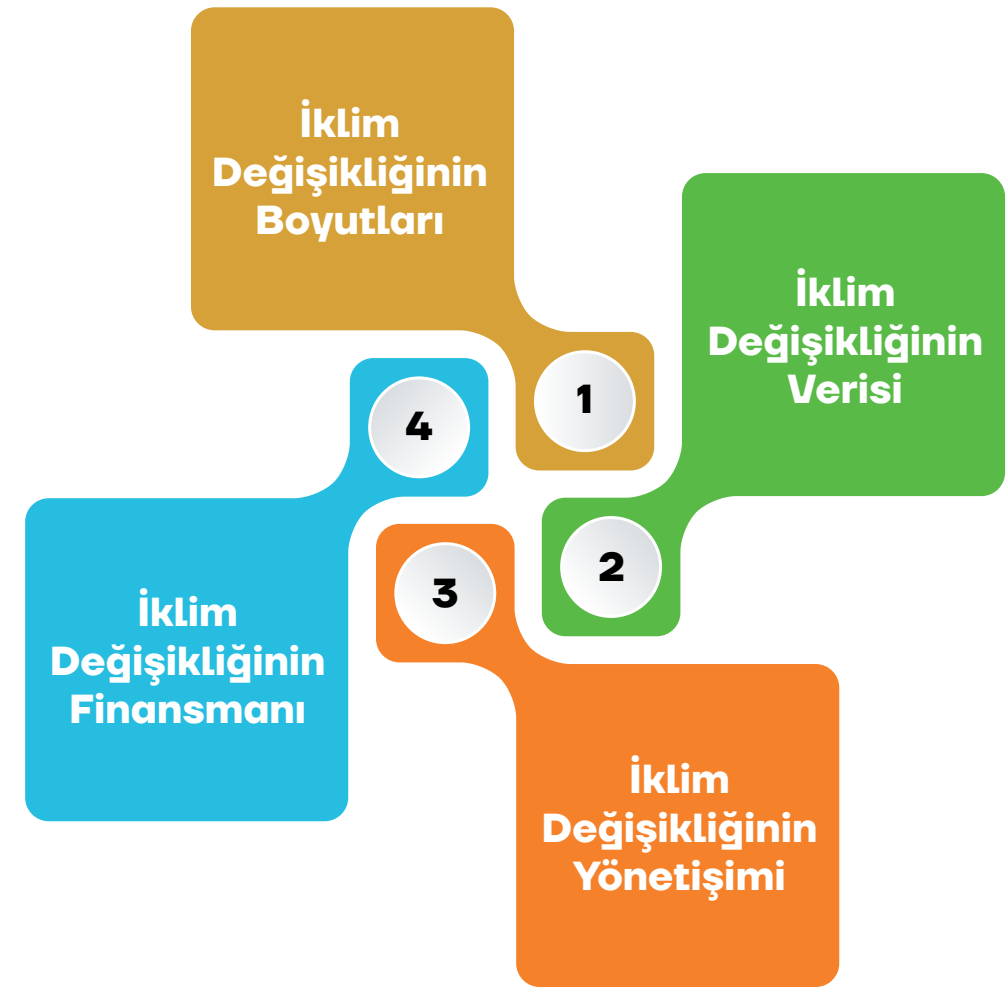 İklim
Değişikliğinin
Boyutları
1
İklim
Değişikliğinin
Verisi
2
3
İklim
Değişikliğinin
Yönetişimi
4
İklim
Değişikliğinin
Finansmanı